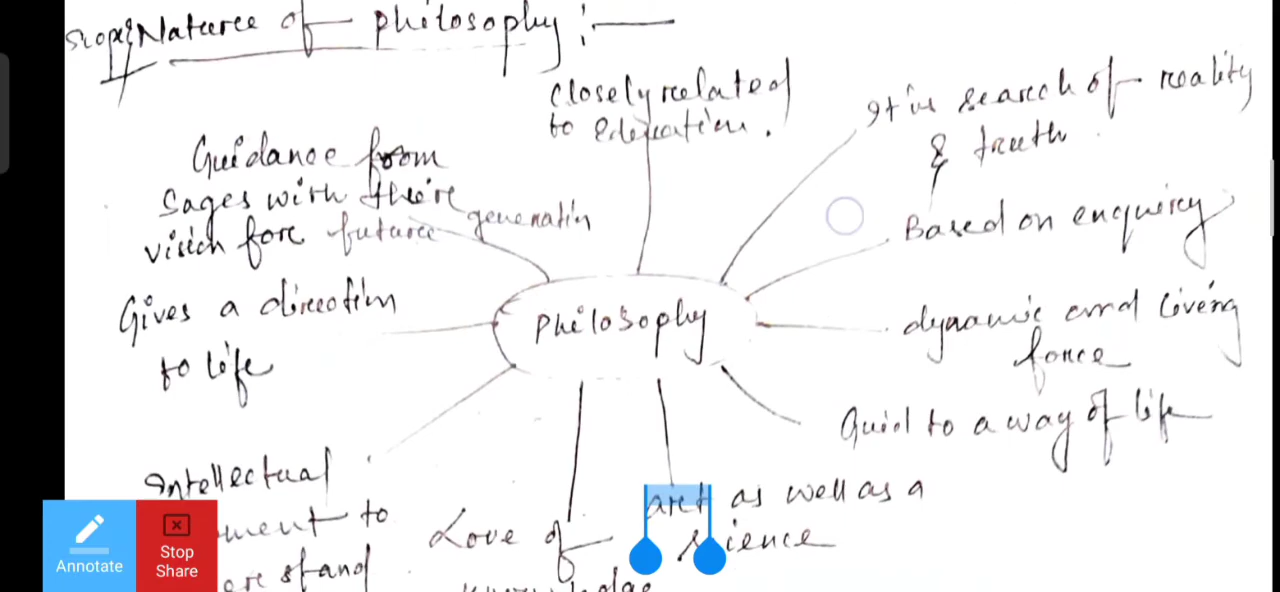 Scope & Nature of Philosophy :-
Closely related
to Education.
It is search of reality
& truth
Guidance from
Sages with their
vision for future generation
Based on enquiry
Gives a direction
to life
Philosophy
dynamic and living
force
Guid to a way of life
Intellectual
to
stand
Love of
art as well as a
science
Annotate
Stop
Share